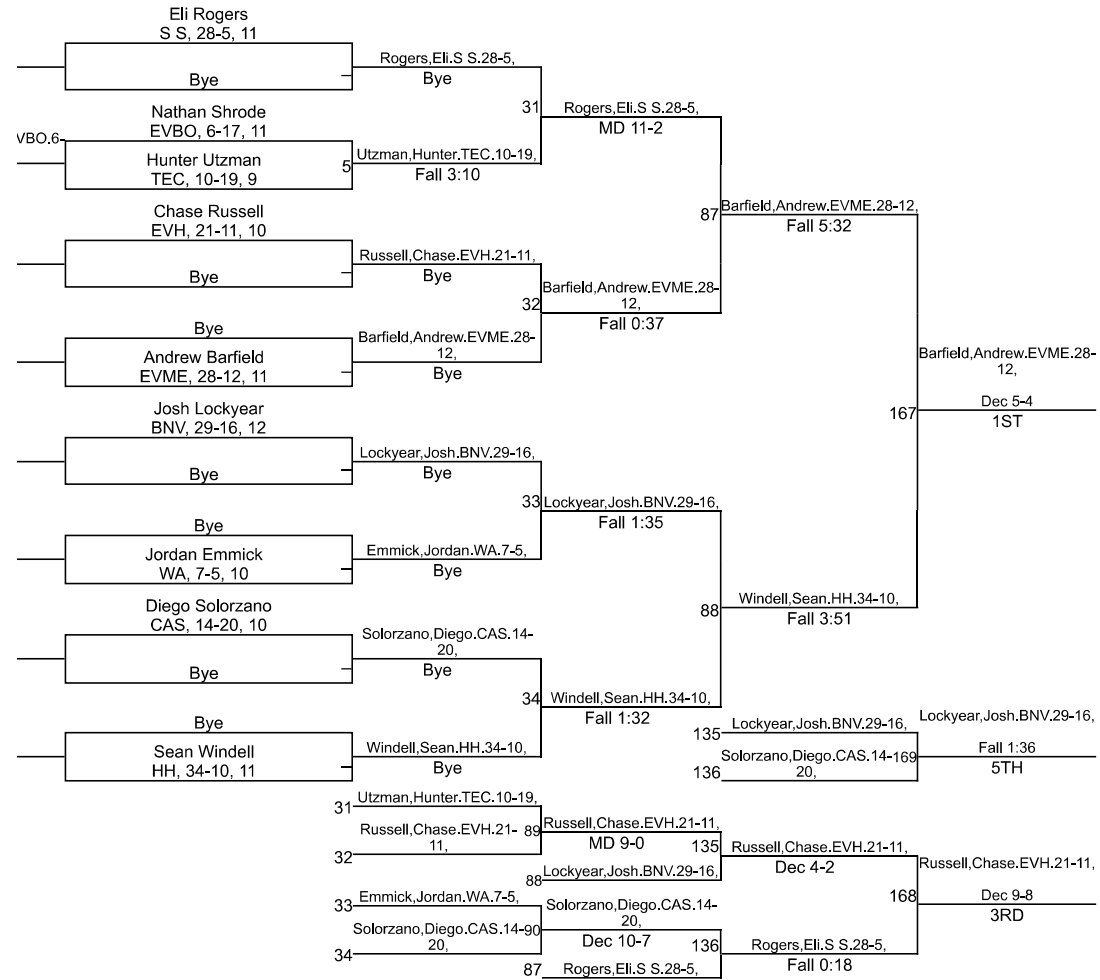 Eli Rogers
S S, 28-5, 11
Rogers,Eli.S S.28-5,
Bye
Bye
31
Rogers,Eli.S S.28-5,
MD 11-2
Nathan Shrode
EVBO, 6-17, 11
VBO.6-
Hunter Utzman
TEC, 10-19, 9
5
Utzman,Hunter.TEC.10-19,
Fall 3:10
87
Barfield,Andrew.EVME.28-12,
Fall 5:32
Chase Russell
EVH, 21-11, 10
Russell,Chase.EVH.21-11,
Bye
Bye
32
Barfield,Andrew.EVME.28-
12,
Fall 0:37
Bye
Andrew Barfield
EVME, 28-12, 11
Barfield,Andrew.EVME.28-
12,
Bye
Barfield,Andrew.EVME.28-
12,
167
Dec 5-4
1ST
Josh Lockyear
BNV, 29-16, 12
Lockyear,Josh.BNV.29-16,
Bye
Bye
33
Lockyear,Josh.BNV.29-16,
Fall 1:35
Bye
Jordan Emmick
WA, 7-5, 10
Emmick,Jordan.WA.7-5,
Bye
88
Windell,Sean.HH.34-10,
Fall 3:51
Diego Solorzano
CAS, 14-20, 10
Solorzano,Diego.CAS.14-
20,
Bye
Bye
34
Windell,Sean.HH.34-10,
Fall 1:32
Bye
Sean Windell
HH, 34-10, 11
Windell,Sean.HH.34-10,
Bye
135
Lockyear,Josh.BNV.29-16,
136
Solorzano,Diego.CAS.14-
20,
169
Lockyear,Josh.BNV.29-16,
Fall 1:36
5TH
31
Utzman,Hunter.TEC.10-19,
32
Russell,Chase.EVH.21-
11,
89
Russell,Chase.EVH.21-11,
MD 9-0
88
Lockyear,Josh.BNV.29-16,
135
Russell,Chase.EVH.21-11,
Dec 4-2
33
Emmick,Jordan.WA.7-5,
34
Solorzano,Diego.CAS.14-
20,
90
Solorzano,Diego.CAS.14-
20,
Dec 10-7
87
Rogers,Eli.S S.28-5,
136
Rogers,Eli.S S.28-5,
Fall 0:18
168
Russell,Chase.EVH.21-11,
Dec 9-8
3RD